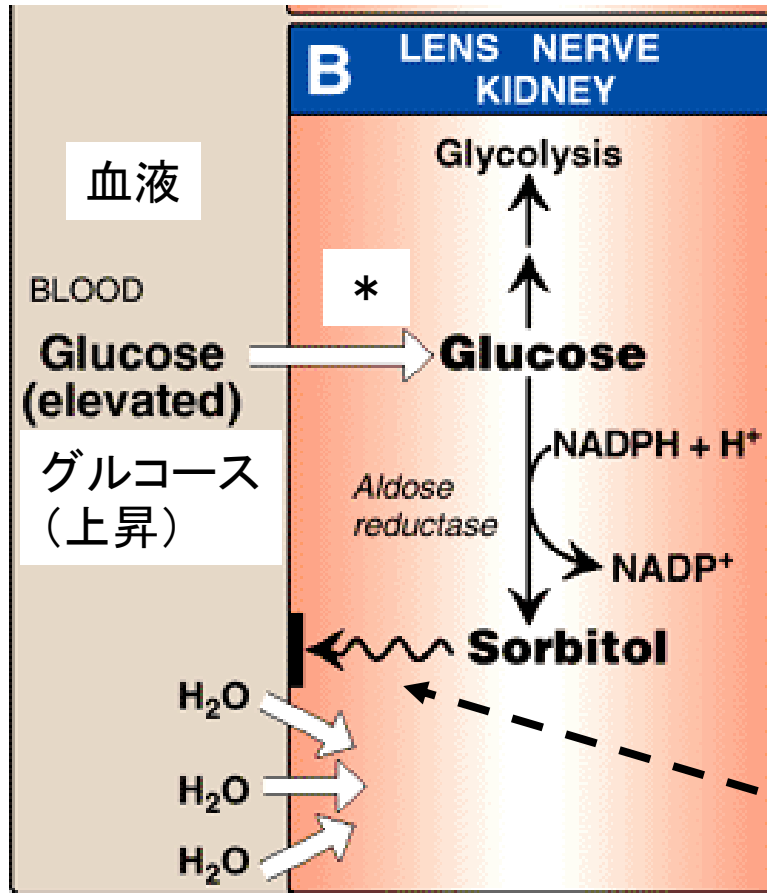 B
LENS NERVE
KIDNEY
血液
BLOOD
Glucose
(elevated)
グルコース
(上昇)
*
Glycolysis
Glucose
NADPH + H⁺
Aldose
reductase
NADP⁺
Sorbitol
H₂O
H₂O
H₂O